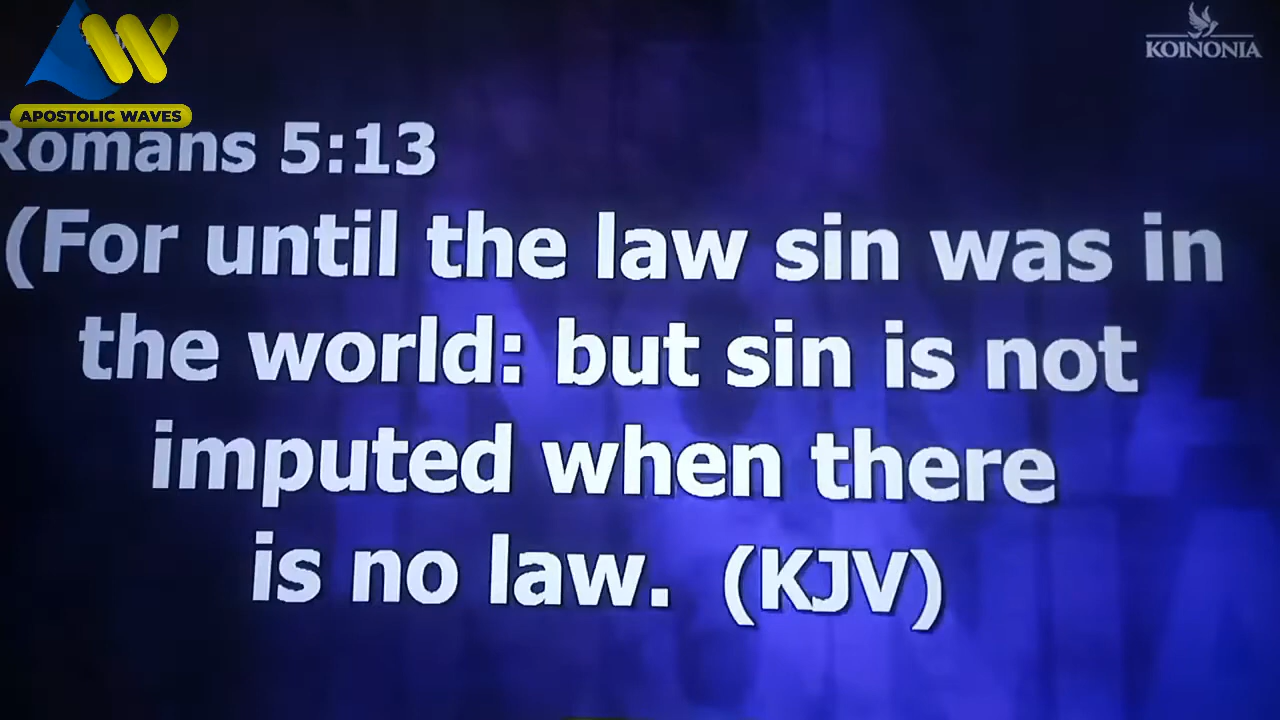 AW
APOSTOLIC WAVES
KOINONIA
Romans 5:13
(For until the law sin was in
the world: but sin is not
imputed when there
is no law. (KJV)